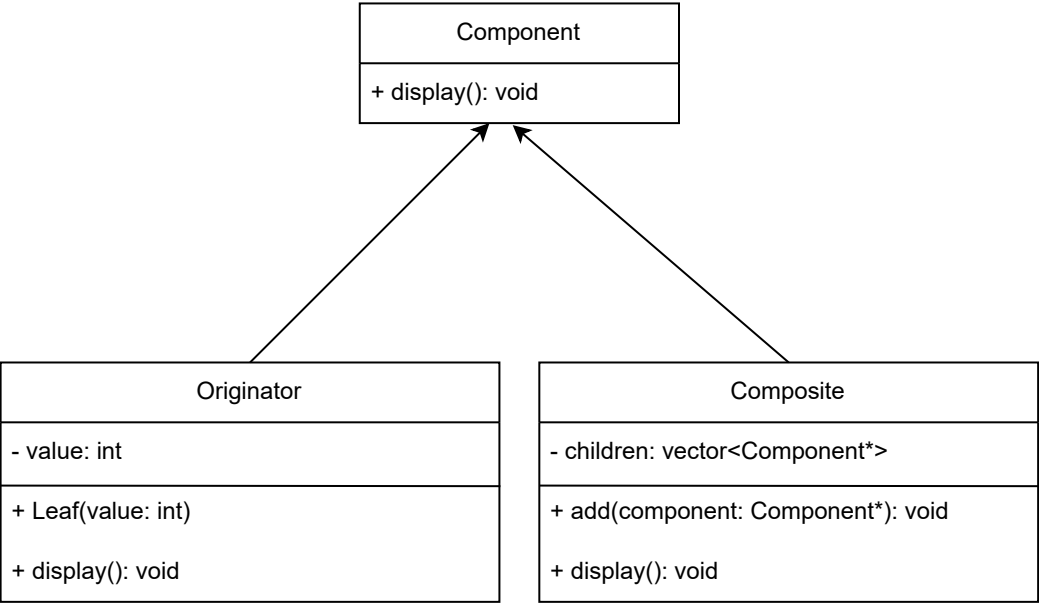 Component
+ display(): void
Originator
- value: int
+ Leaf(value: int)
+ display(): void
Composite
- children: vector<Component*>
+ add(component: Component*): void
+ display(): void